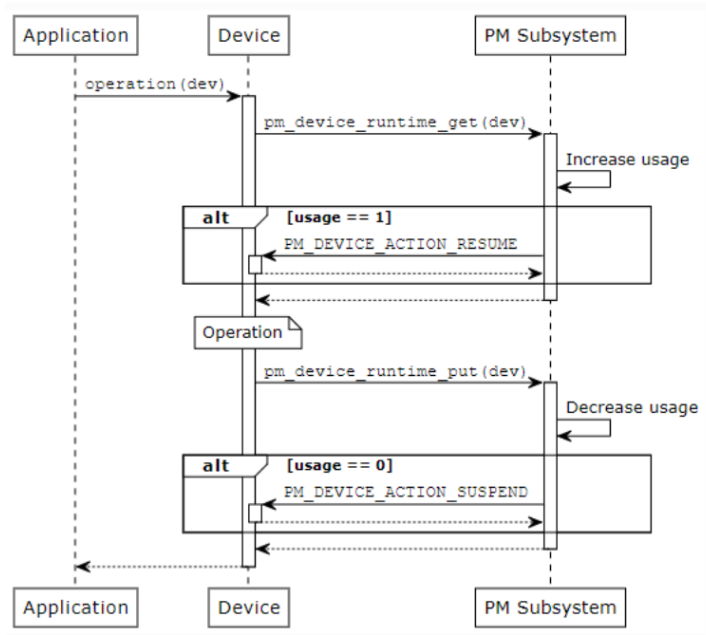 Application Device PM Subsystem
operation(dev)
pm_device_runtime_get(dev)
Increase usage
alt [usage == 1]
PM_DEVICE_ACTION_RESUME
Operation
pm_device_runtime_put(dev)
Decrease usage
alt [usage == 0]
PM_DEVICE_ACTION_SUSPEND
Application Device PM Subsystem